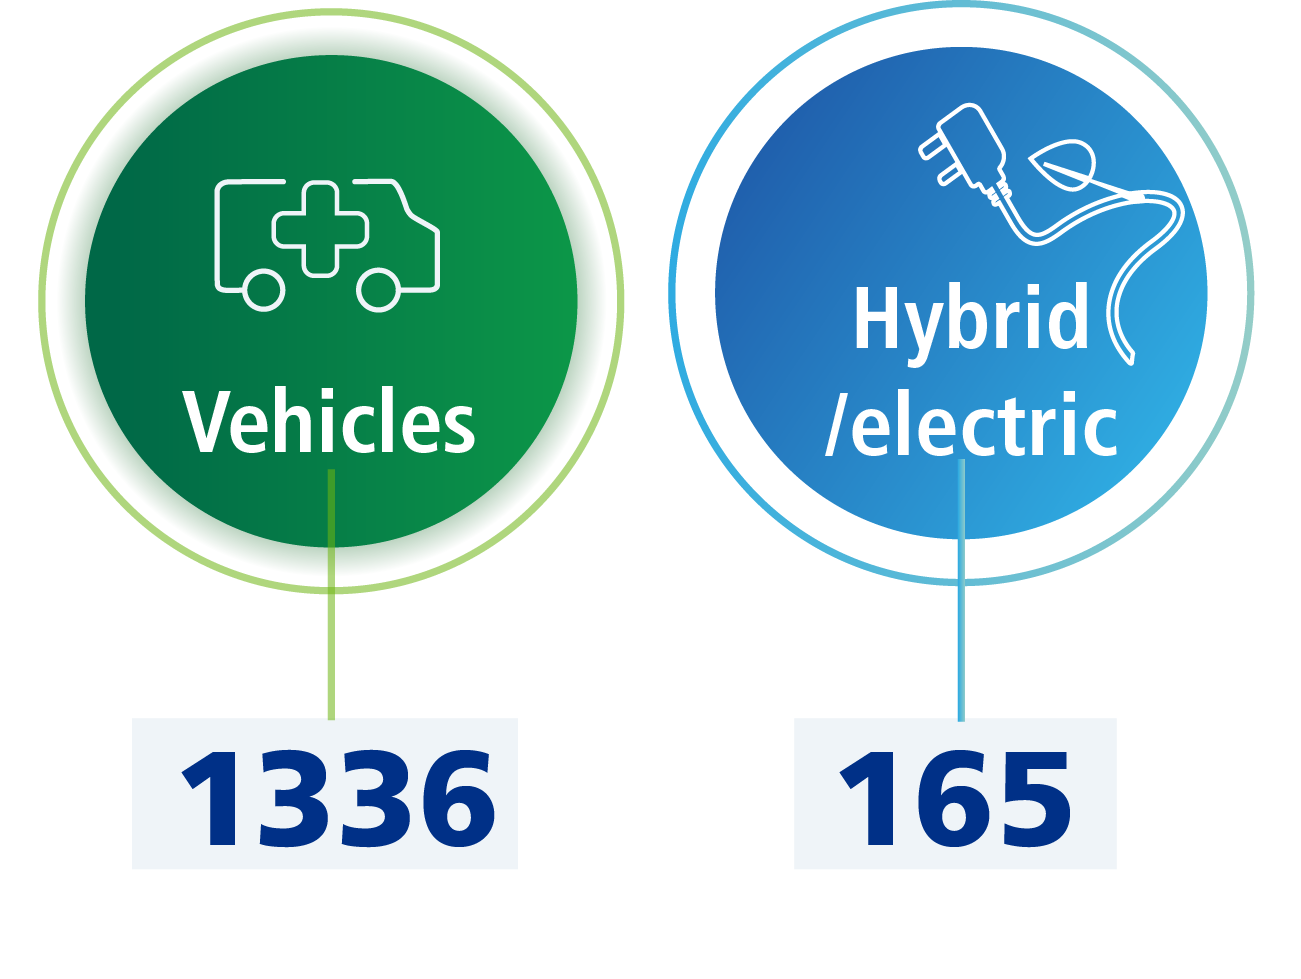 Vehicles
1336
Hybrid
/electric
165